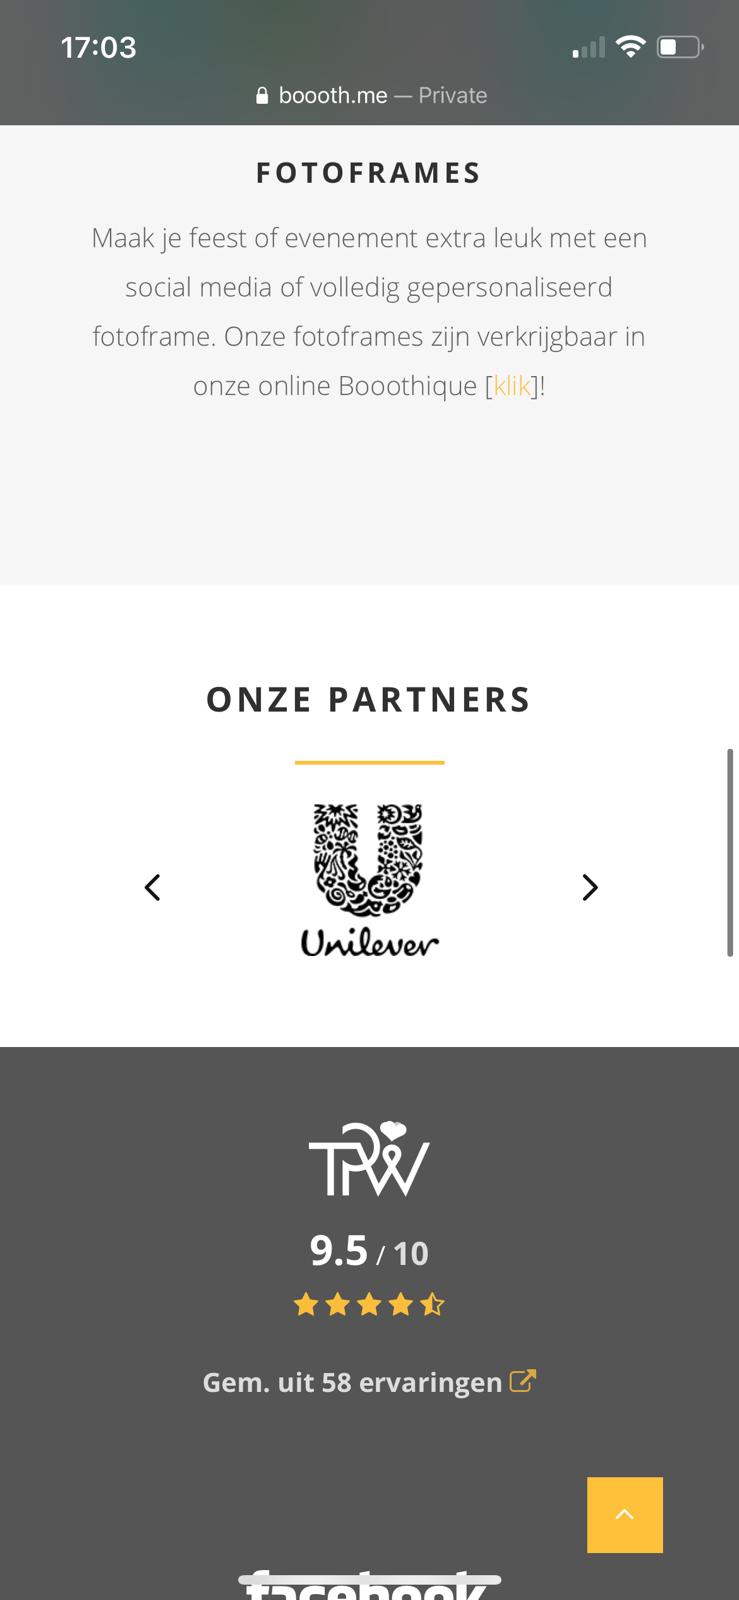 17:03
boooth.me — Private
FOTOFRAMES
Maak je feest of evenement extra leuk met een
social media of volledig gepersonaliseerd
fotoframe. Onze fotoframes zijn verkrijgbaar in
onze online Booothique [klik]!
ONZE PARTNERS
Unilever
TPW
9.5 / 10
Gem. uit 58 ervaringen
facebook